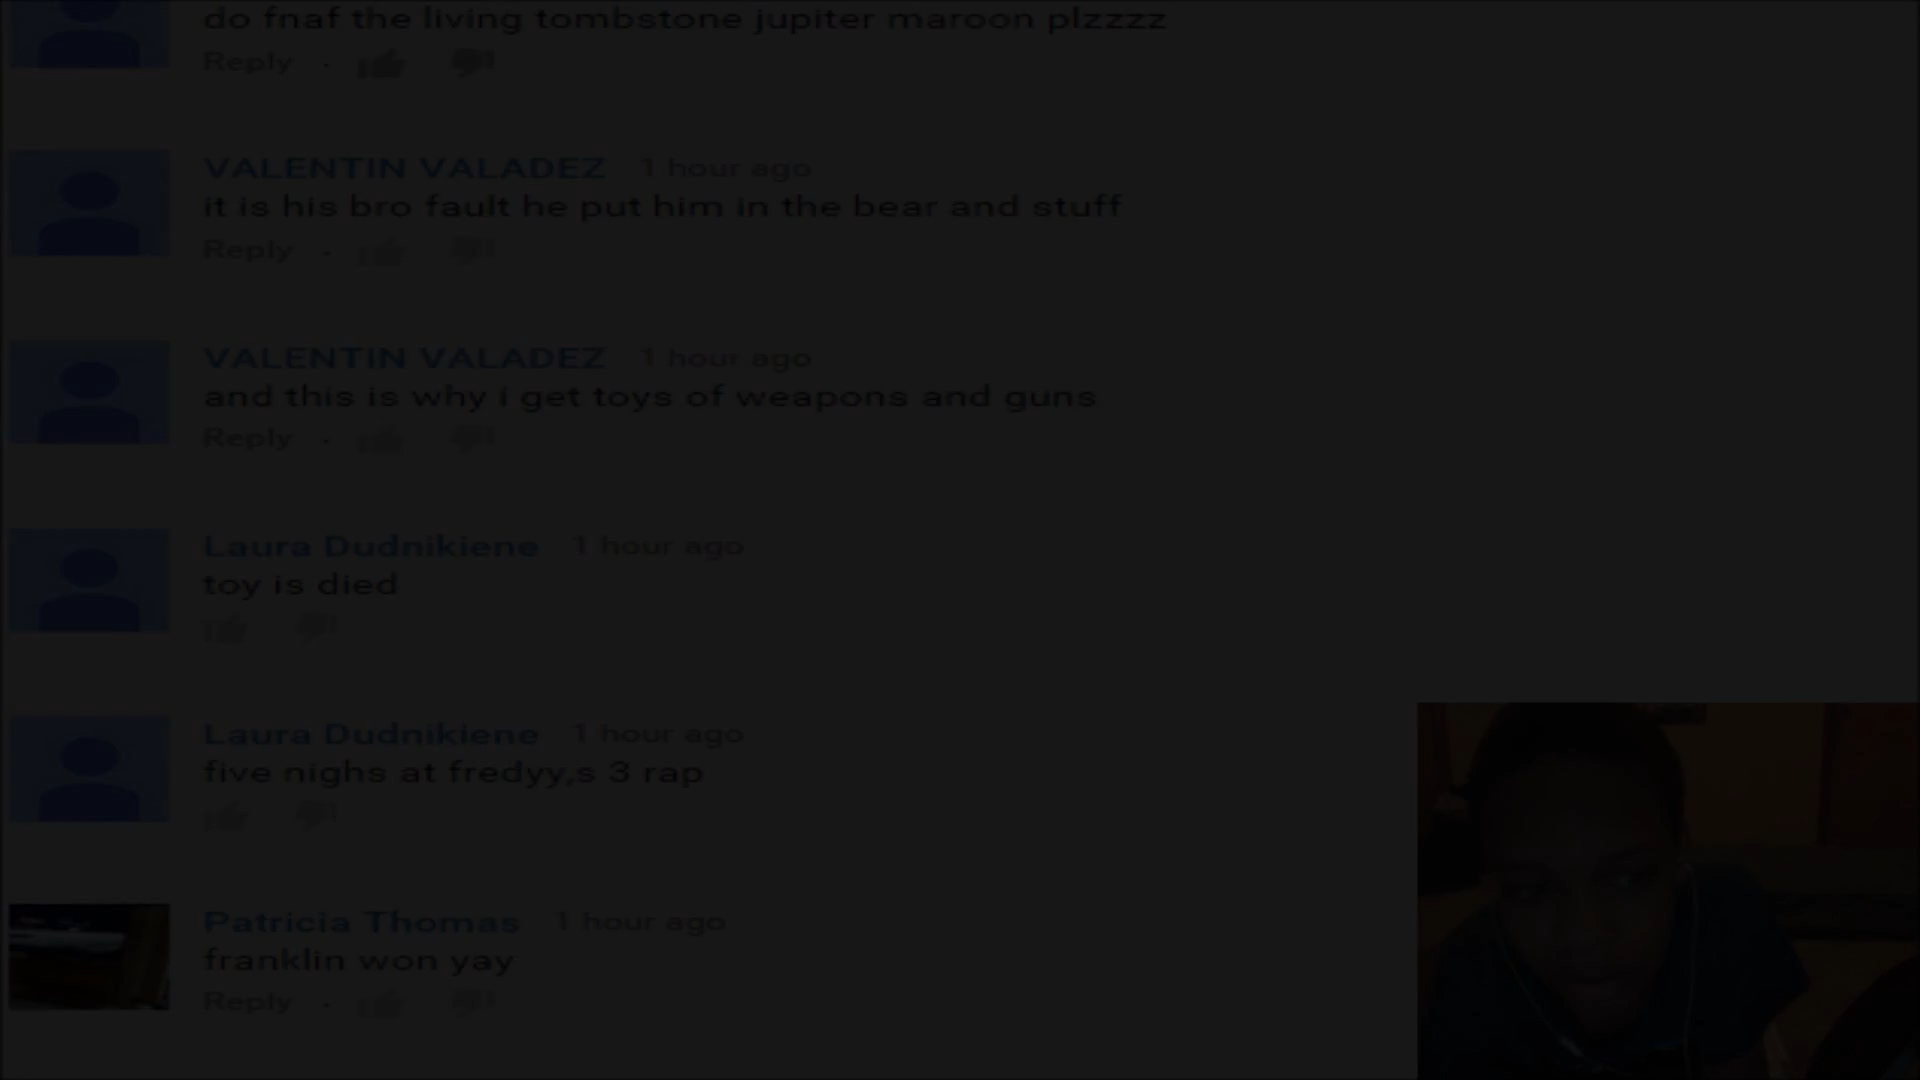 do fnaf the living tombstone jupiter maroon plzzzz
Reply ·
VALENTIN VALADEZ 1 hour ago
it is his bro fault he put him in the bear and stuff
Reply ·
VALENTIN VALADEZ 1 hour ago
and this is why i get toys of weapons and guns
Reply ·
Laura Dudnikiene 1 hour ago
toy is died
Laura Dudnikiene 1 hour ago
five nighs at fredyy,s 3 rap
Patricia Thomas 1 hour ago
franklin won yay
Reply ·